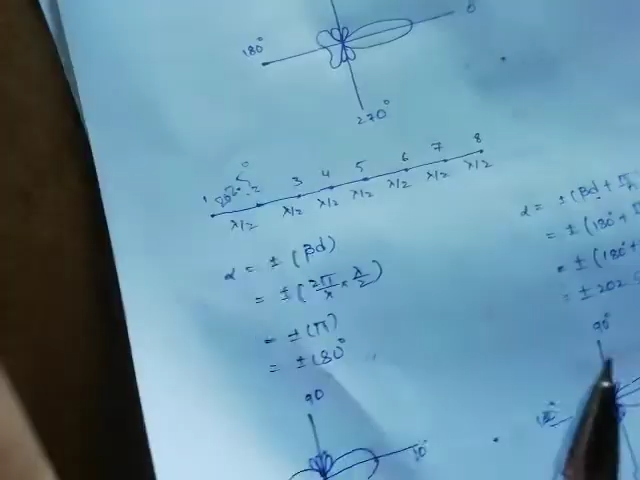 0
180°
270°
1 3 4 5 6 7 8
λ/2 λ/2 λ/2 λ/2 λ/2 λ/2 λ/2
α = ± (βd)
= ± (2π/λ × λ/2)
= ± (π)
= ± 180°
90
10°
α = ± (βd + π
= ± (180° +
= ± (180° +
= ± 202.
90°